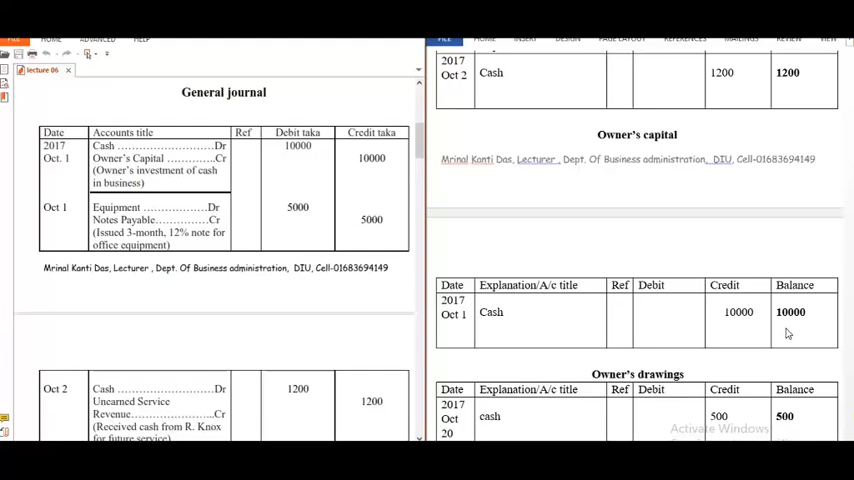 FILE HOME ADVANCED HELP
lecture 06 ×
General journal
Date Accounts title Ref Debit taka Credit taka
2017 Cash ……………………Dr 10000
Oct. 1 Owner's Capital …………..Cr 10000
(Owner's investment of cash
in business)
Oct 1 Equipment ………………Dr 5000
Notes Payable……………Cr 5000
(Issued 3-month, 12% note for
office equipment)
Mrinal Kanti Das, Lecturer , Dept. Of Business administration, DIU, Cell-01683694149
Oct 2 Cash ……………………Dr 1200
Unearned Service
Revenue…………………...Cr 1200
(Received cash from R. Knox
for future service)
FILE HOME INSERT DESIGN PAGE LAYOUT REFERENCES MAILINGS REVIEW VIEW
2017
Oct 2 Cash 1200 1200
Owner's capital
Mrinal Kanti Das, Lecturer , Dept. Of Business administration, DIU, Cell-01683694149
Date Explanation/A/c title Ref Debit Credit Balance
2017
Oct 1 Cash 10000 10000
Owner's drawings
Date Explanation/A/c title Ref Debit Credit Balance
2017
Oct cash 500 500
20
Activate Windows